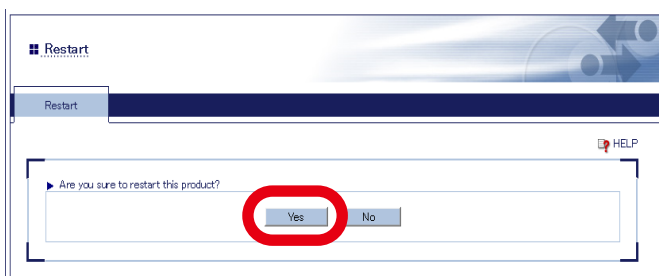 Restart
Restart
HELP
Are you sure to restart this product?
Yes No